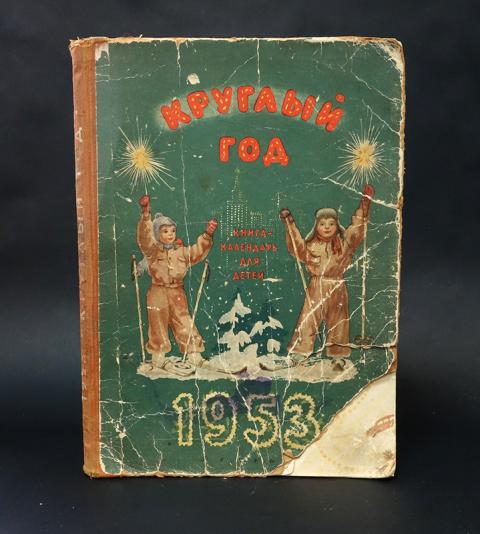 КРУГЛЫЙ
ГОД
КНИГА-
КАЛЕНДАРЬ
ДЛЯ
ДЕТЕЙ
1953